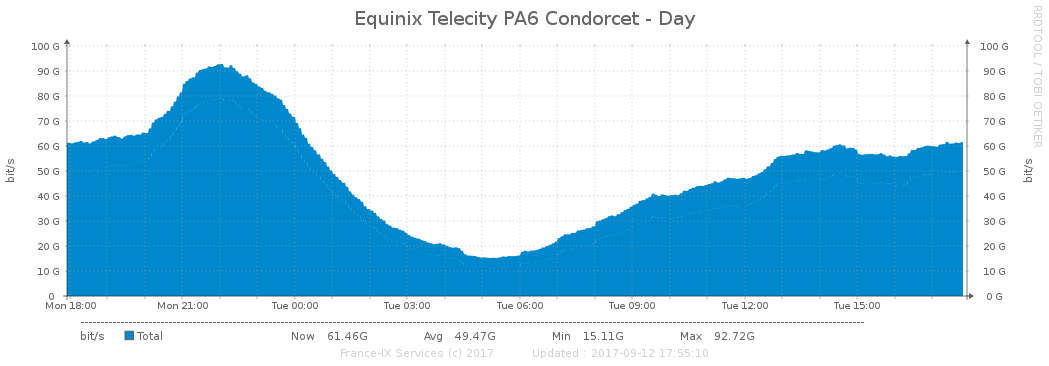 Equinix Telecity PA6 Condorcet - Day
RRDTOOL / TOBI OETIKER
100 G 100 G
90 G 90 G
80 G 80 G
70 G 70 G
60 G 60 G
50 G 50 G
40 G 40 G
30 G 30 G
20 G 20 G
10 G 10 G
0 0 G
bit/s bit/s
Mon 18:00 Mon 21:00 Tue 00:00 Tue 03:00 Tue 06:00 Tue 09:00 Tue 12:00 Tue 15:00
bit/s Total Now 61.46G Avg 49.47G Min 15.11G Max 92.72G
France-IX Services (c) 2017 Updated : 2017-09-12 17:55:10